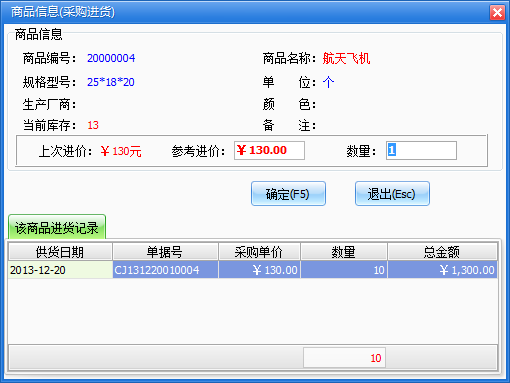 商品信息(采购进货)
商品信息
商品编号： 20000004 商品名称：航天飞机
规格型号： 25*18*20 单 位：个
生产厂商： 颜 色：
当前库存： 13 备 注：
上次进价：￥130元 参考进价：￥130.00 数量：1
确定(F5) 退出(Esc)
该商品进货记录
供货日期 单据号 采购单价 数量 总金额
2013-12-20 CJ131220010004 ￥130.00 10 ￥1,300.00
10